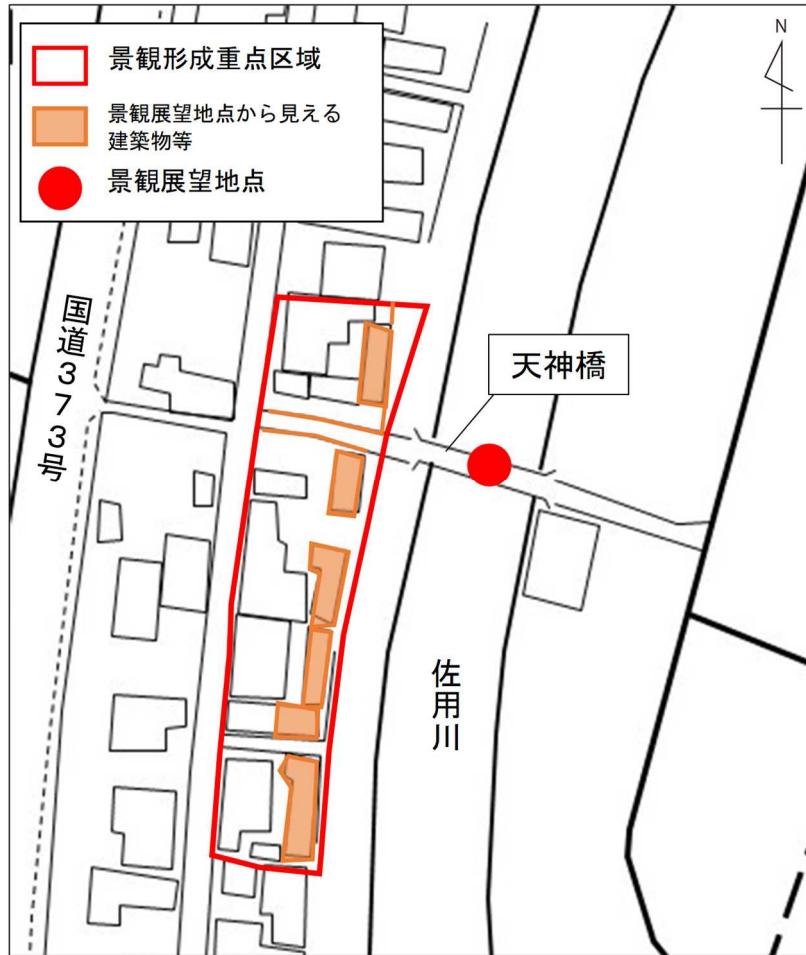 景観形成重点区域
景観展望地点から見える
建築物等
景観展望地点
N
国道373号
天神橋
佐用川